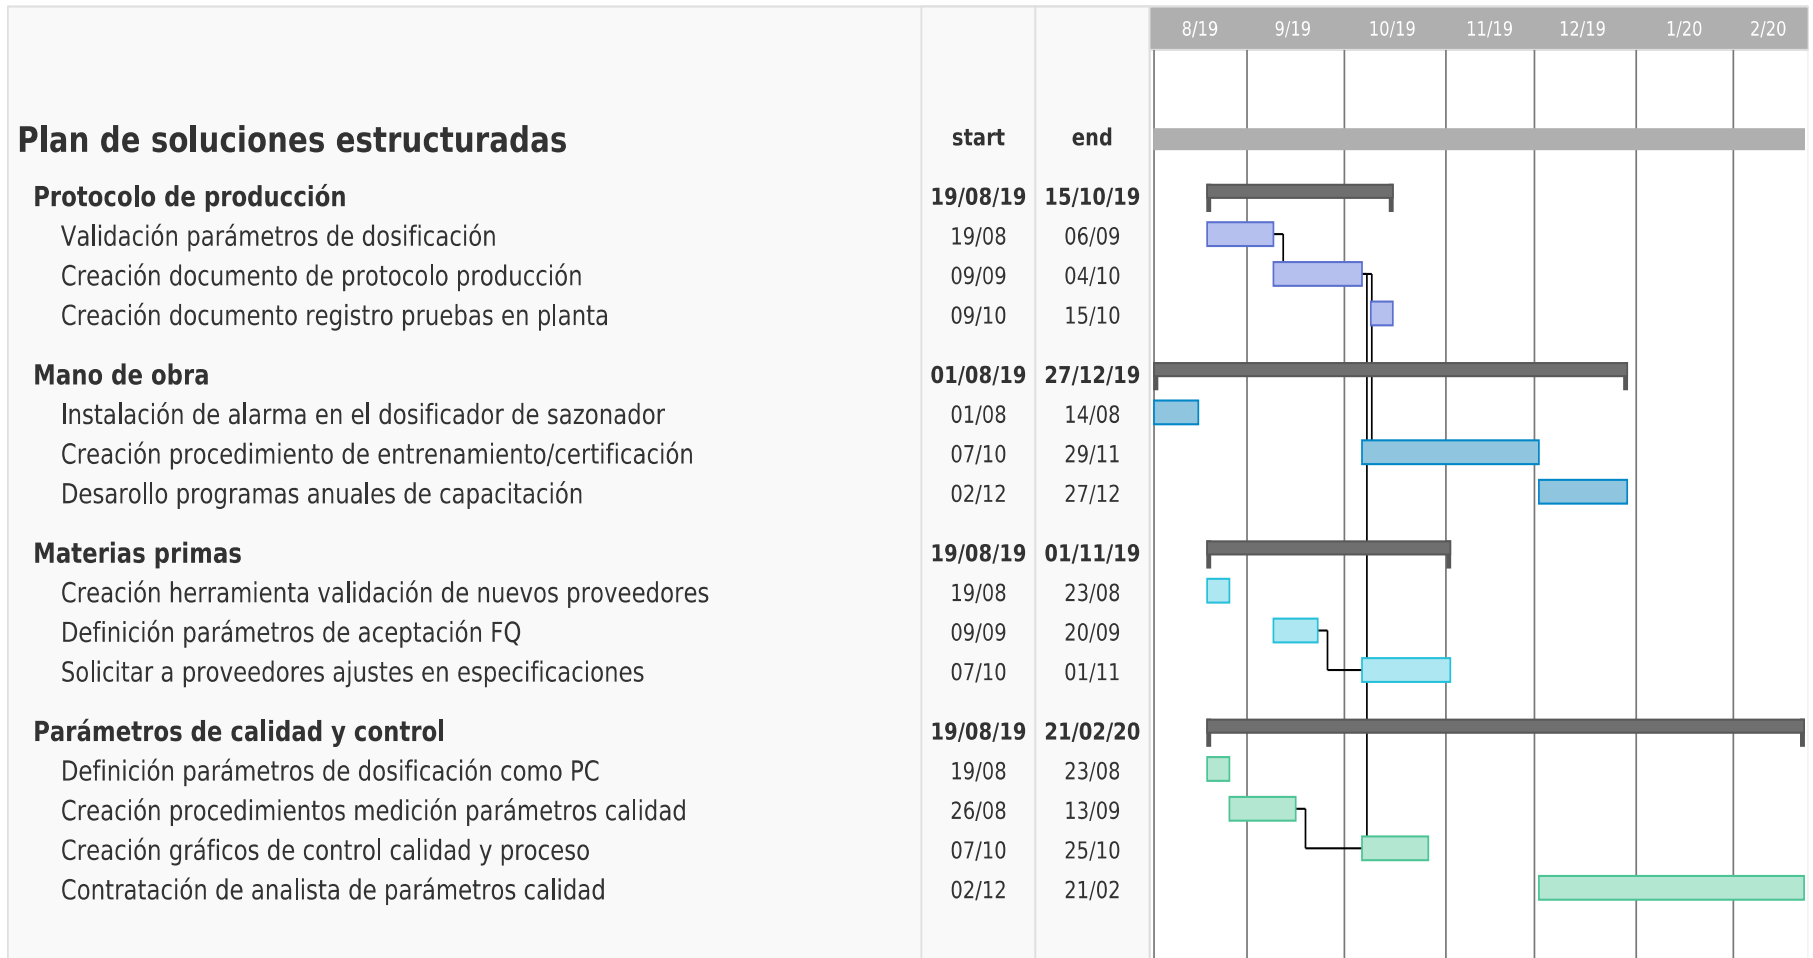 8/19 9/19 10/19 11/19 12/19 1/20 2/20
Plan de soluciones estructuradas start end
Protocolo de producción 19/08/19 15/10/19
Validación parámetros de dosificación 19/08 06/09
Creación documento de protocolo producción 09/09 04/10
Creación documento registro pruebas en planta 09/10 15/10
Mano de obra 01/08/19 27/12/19
Instalación de alarma en el dosificador de sazonador 01/08 14/08
Creación procedimiento de entrenamiento/certificación 07/10 29/11
Desarollo programas anuales de capacitación 02/12 27/12
Materias primas 19/08/19 01/11/19
Creación herramienta validación de nuevos proveedores 19/08 23/08
Definición parámetros de aceptación FQ 09/09 20/09
Solicitar a proveedores ajustes en especificaciones 07/10 01/11
Parámetros de calidad y control 19/08/19 21/02/20
Definición parámetros de dosificación como PC 19/08 23/08
Creación procedimientos medición parámetros calidad 26/08 13/09
Creación gráficos de control calidad y proceso 07/10 25/10
Contratación de analista de parámetros calidad 02/12 21/02